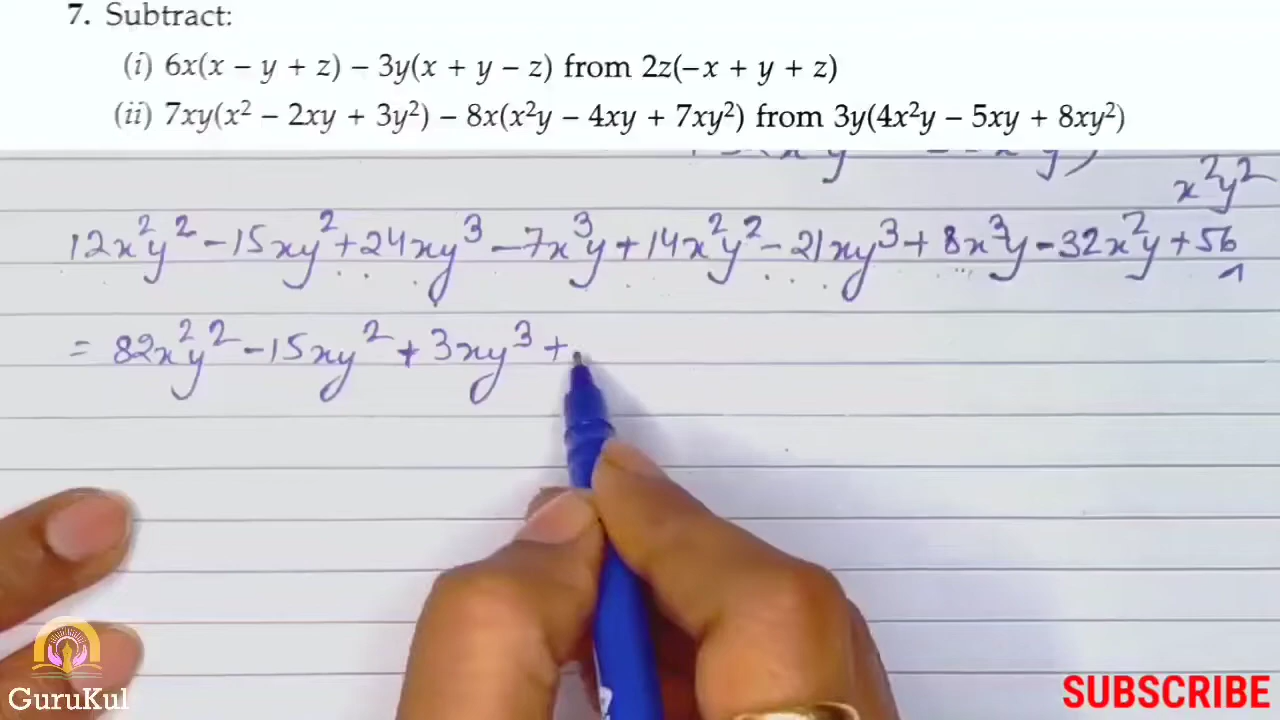 7. Subtract:
(i) 6x(x − y + z) − 3y(x + y − z) from 2z(−x + y + z)
(ii) 7xy(x² − 2xy + 3y²) − 8x(x²y − 4xy + 7xy²) from 3y(4x²y − 5xy + 8xy²)
x²y²
12x²y² − 15xy² + 24xy³ − 7x³y + 14x²y² − 21xy³ + 8x³y − 32x²y + 56
= 82x²y² − 15xy² + 3xy³ +
GuruKul
SUBSCRIBE